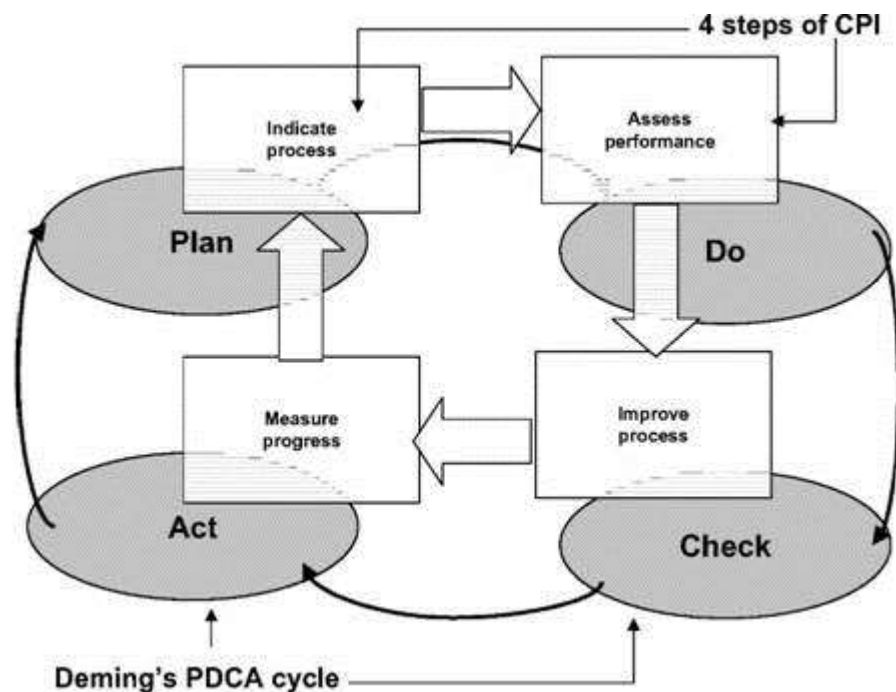 4 steps of CPI
Indicate
process
Assess
performance
Plan
Do
Measure
progress
Improve
process
Act
Check
Deming's PDCA cycle